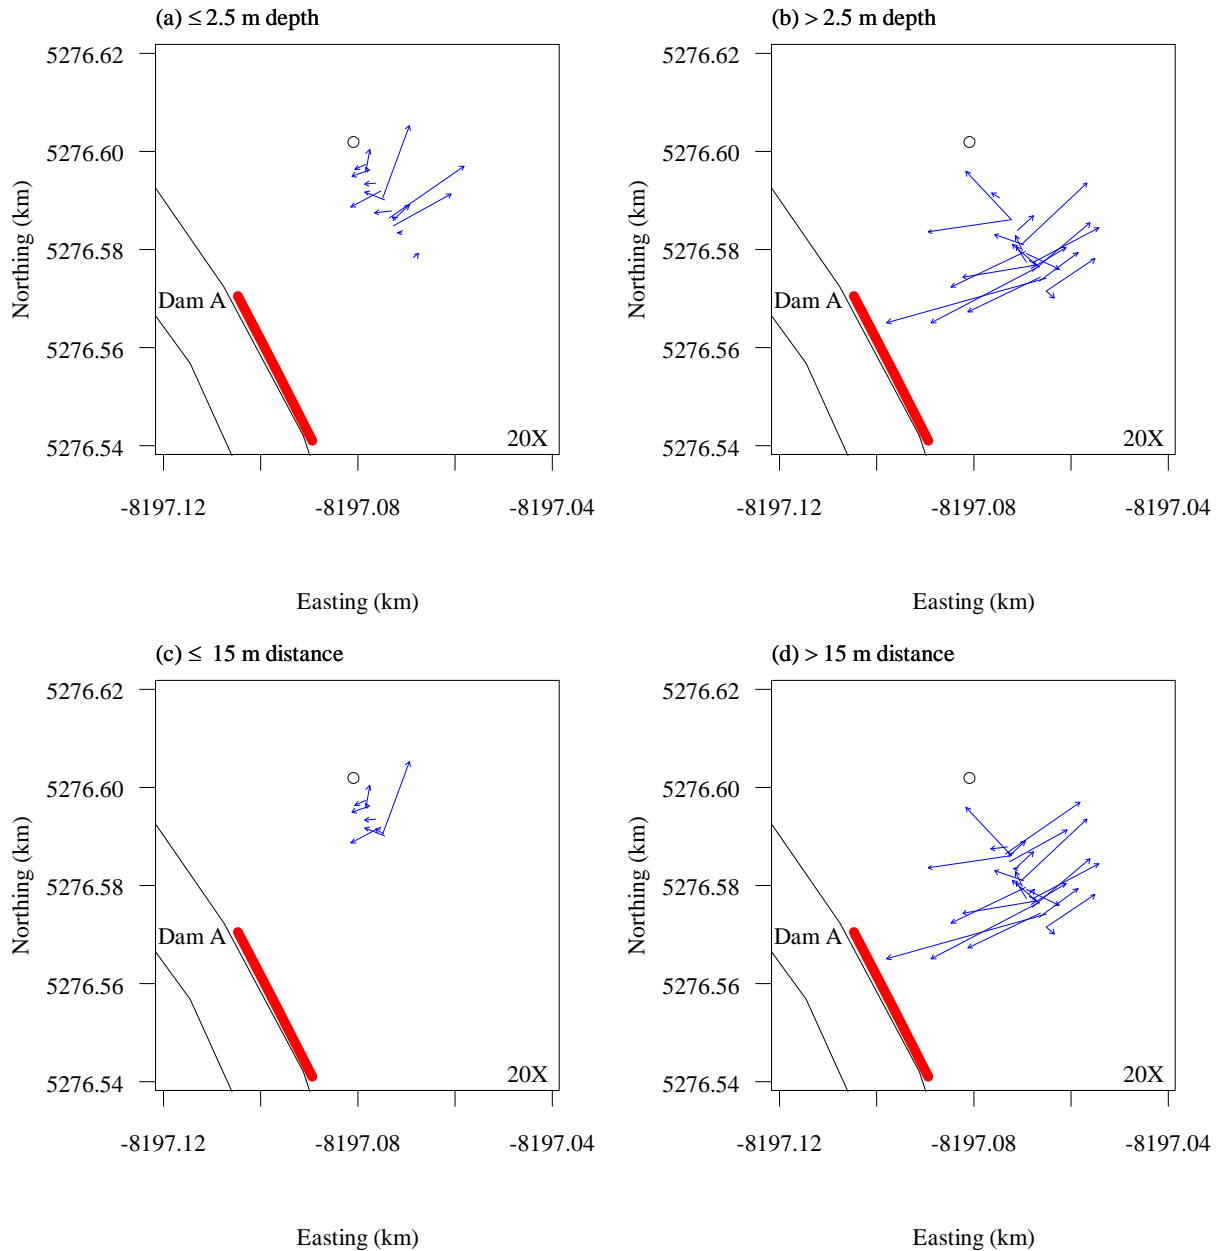 (a) ≤ 2.5 m depth
5276.62
5276.60
5276.58
5276.56
5276.54
Northing (km)
Dam A
20X
-8197.12
-8197.08
-8197.04
Easting (km)
(b) > 2.5 m depth
5276.62
5276.60
5276.58
5276.56
5276.54
Northing (km)
Dam A
20X
-8197.12
-8197.08
-8197.04
Easting (km)
(c) ≤ 15 m distance
5276.62
5276.60
5276.58
5276.56
5276.54
Northing (km)
Dam A
20X
-8197.12
-8197.08
-8197.04
Easting (km)
(d) > 15 m distance
5276.62
5276.60
5276.58
5276.56
5276.54
Northing (km)
Dam A
20X
-8197.12
-8197.08
-8197.04
Easting (km)